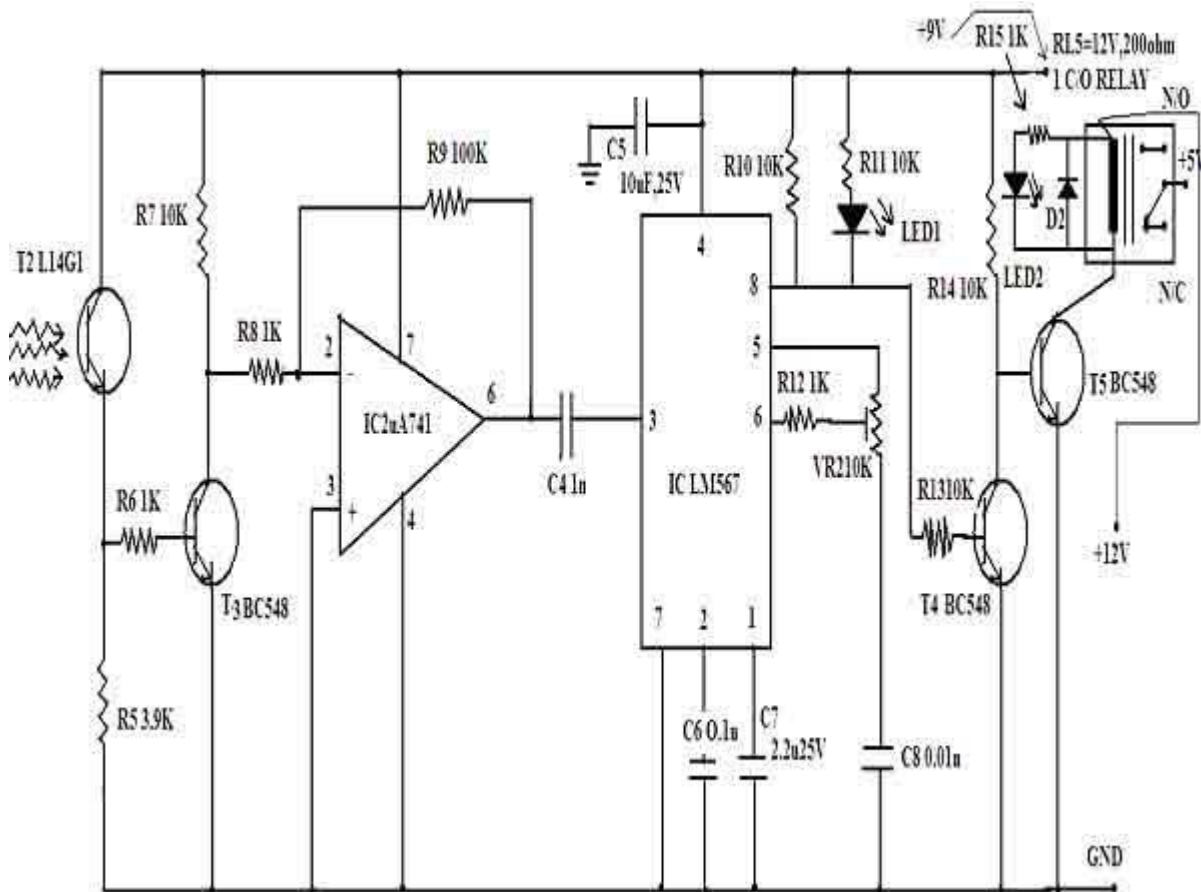 +9V
R15 1K
RL5=12V,200ohm
1 C/O RELAY
N/O
+5V
C5
10uF,25V
R9 100K
R10 10K
R11 10K
LED1
D2
R7 10K
T2 L14G1
4
8
R14 10K
LED2
N/C
R8 1K
2
-
7
5
6
IC2uA741
3
R12 1K
6
T5 BC548
VR210K
IC LM567
C4 1n
3
+
4
R6 1K
R1310K
+12V
T3 BC548
T4 BC548
7
2
1
R5 3.9K
C6 0.1u
C7
2.2u25V
C8 0.01n
GND